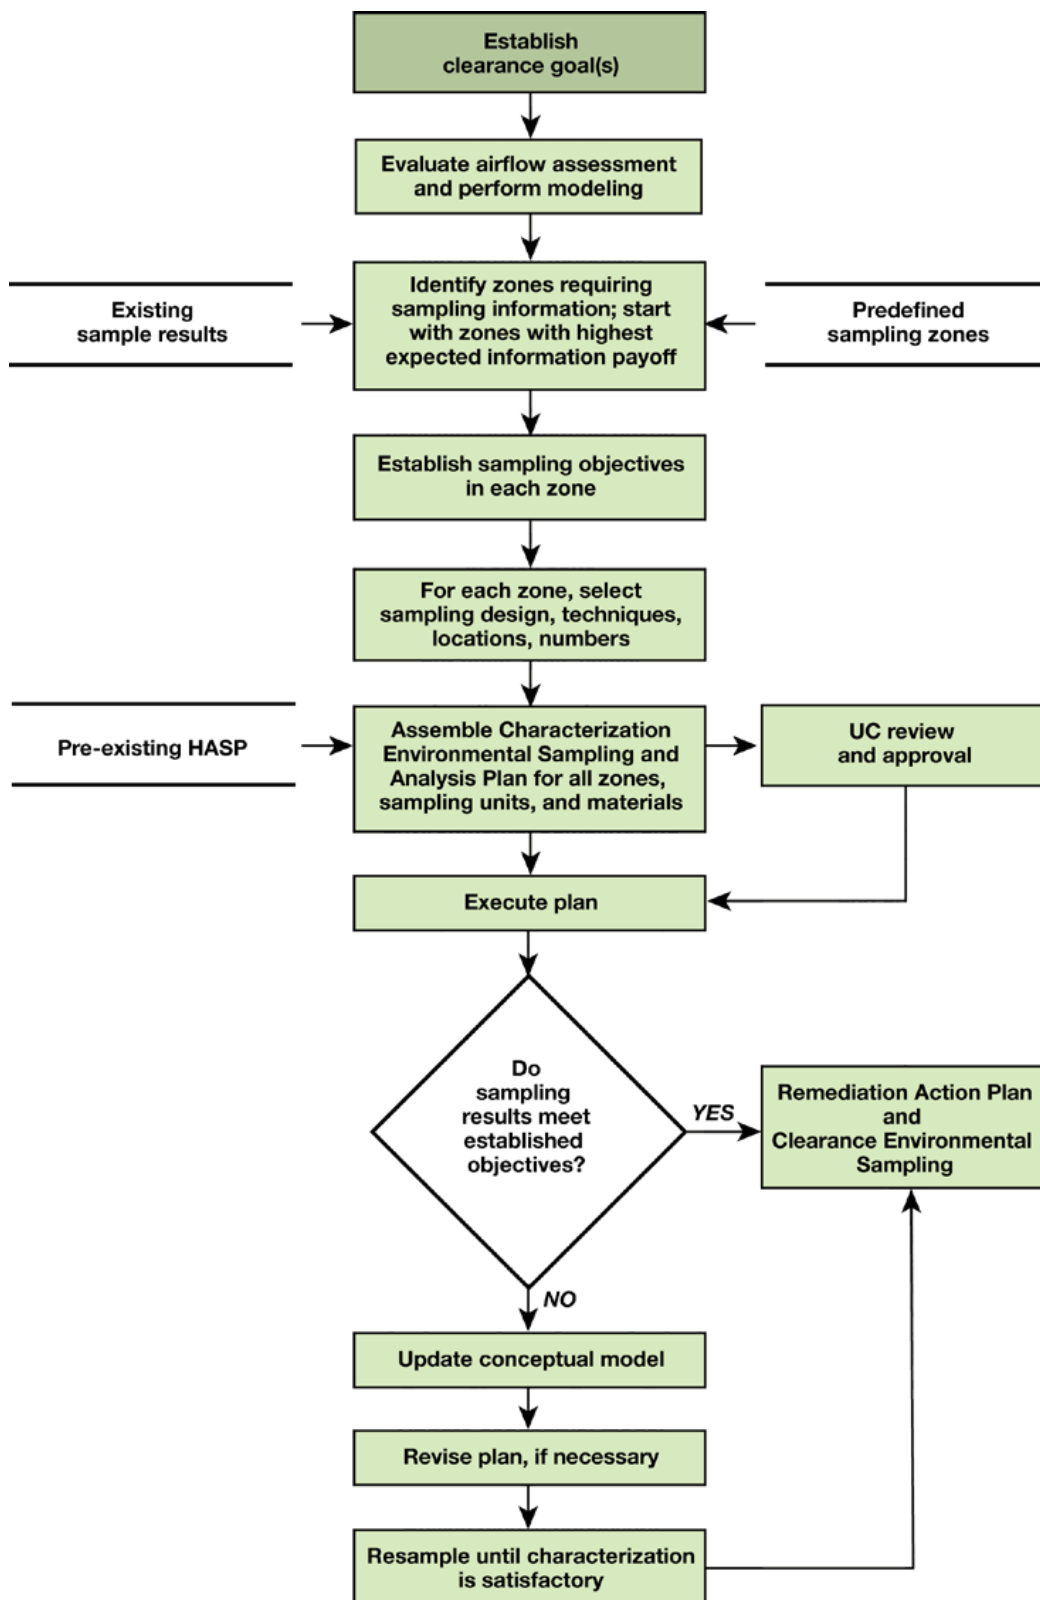 Establish
clearance goal(s)
Evaluate airflow assessment
and perform modeling
Existing
sample results
Identify zones requiring
sampling information; start
with zones with highest
expected information payoff
Predefined
sampling zones
Establish sampling objectives
in each zone
For each zone, select
sampling design, techniques,
locations, numbers
Pre-existing HASP
Assemble Characterization
Environmental Sampling and
Analysis Plan for all zones,
sampling units, and materials
UC review
and approval
Execute plan
Do
sampling
results meet
established
objectives?
YES
Remediation Action Plan
and
Clearance Environmental
Sampling
NO
Update conceptual model
Revise plan, if necessary
Resample until characterization
is satisfactory